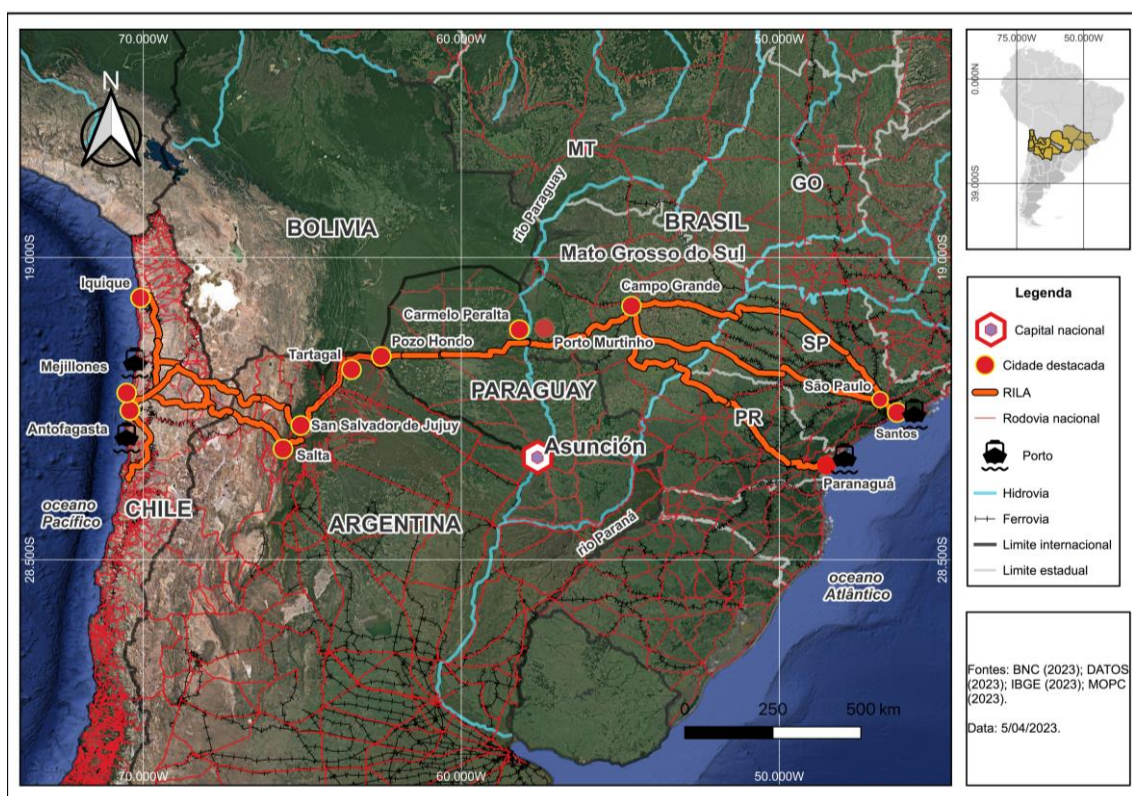 70.000W
60.000W
50.000W
N
MT
GO
rio Paraguay
BRASIL
BOLIVIA
Mato Grosso do Sul
19.000S
19.000S
Iquique
Campo Grande
Carmelo Peralta
Pozo Hondo
Porto Murtinho
Tartagal
SP
Mejillones
PARAGUAY
São Paulo
PR
San Salvador de Jujuy
Antofagasta
Santos
Asunción
Salta
Paranaguá
oceano
Pacífico
CHILE
ARGENTINA
rio Paraná
28.500S
28.500S
oceano
Atlântico
0
250
500 km
70.000W
60.000W
50.000W
75.000W
50.000W
0.000N
39.000S
Legenda
Capital nacional
Cidade destacada
RILA
Rodovia nacional
Porto
Hidrovia
Ferrovia
Limite internacional
Limite estadual
Fontes: BNC (2023); DATOS
(2023); IBGE (2023); MOPC
(2023).
Data: 5/04/2023.